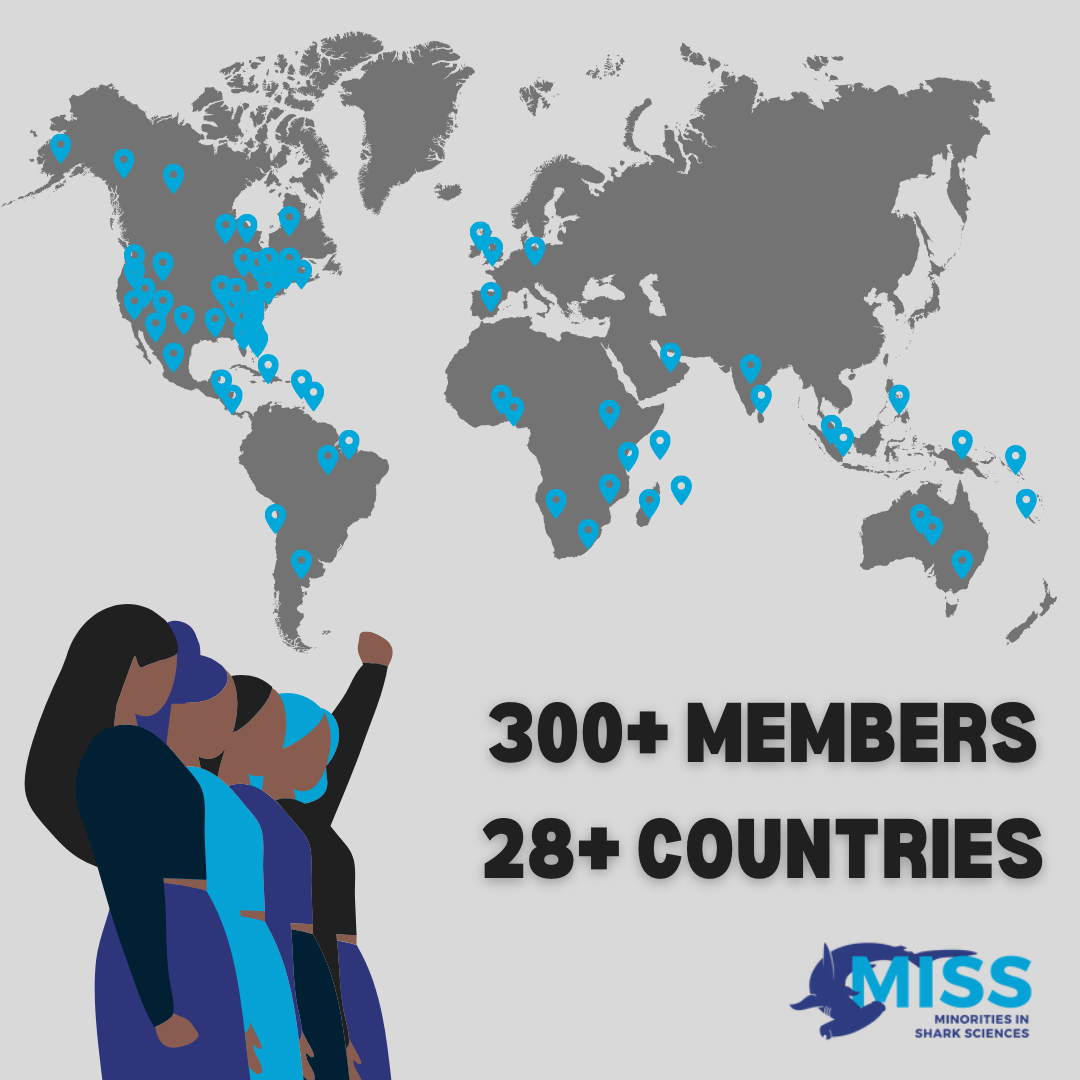 300+ MEMBERS
28+ COUNTRIES
MISS
MINORITIES IN
SHARK SCIENCES